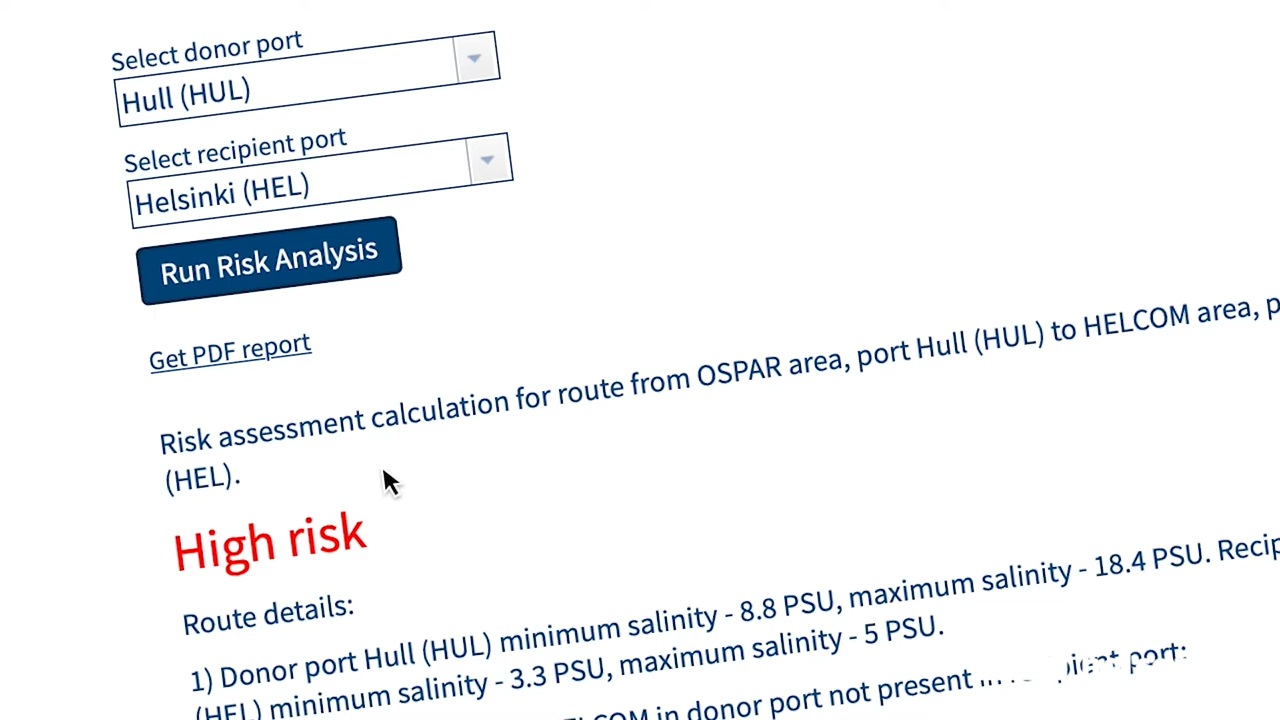 Select donor port
Hull (HUL)
Select recipient port
Helsinki (HEL)
Run Risk Analysis
Get PDF report
Risk assessment calculation for route from OSPAR area, port Hull (HUL) to HELCOM area,
(HEL).
High risk
Route details:
1) Donor port Hull (HUL) minimum salinity - 8.8 PSU, maximum salinity - 18.4 PSU.
(HEL) minimum salinity - 3.3 PSU, maximum salinity - 5 PSU.
in donor port not present port: